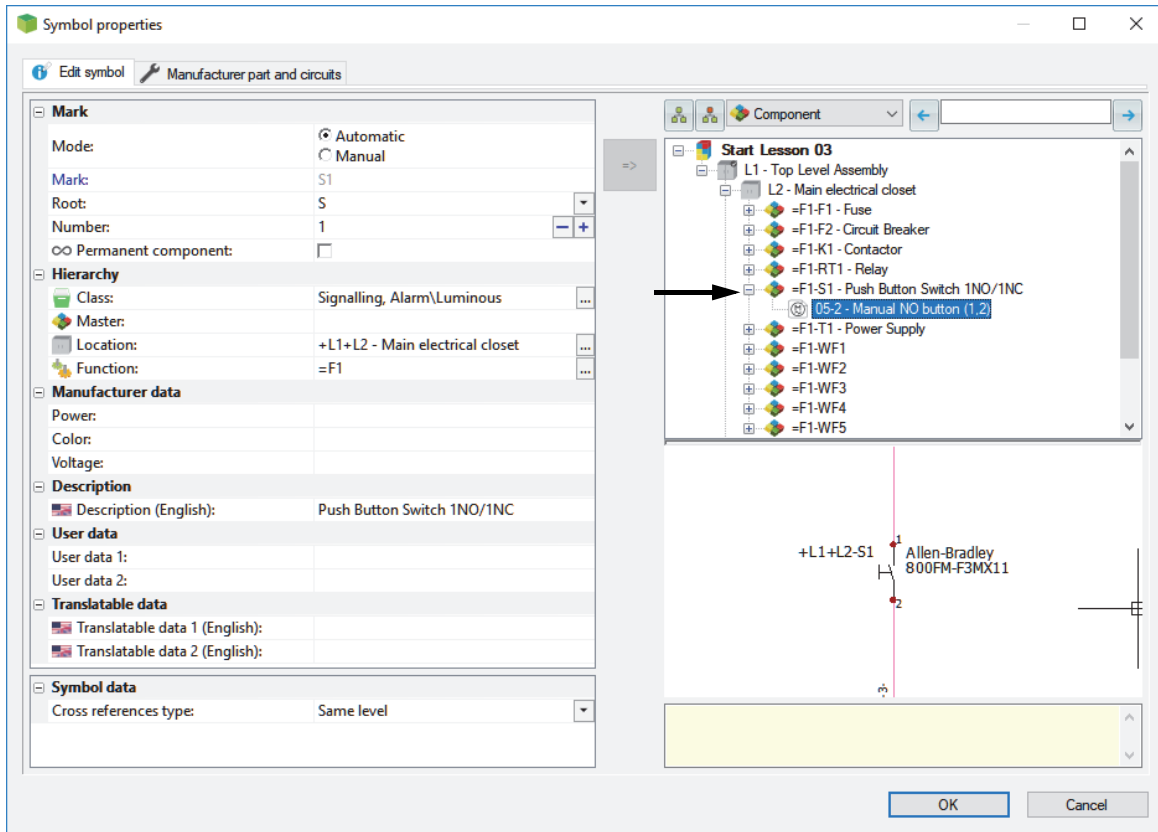 Symbol properties
Edit symbol
Manufacturer part and circuits
Mark
Mode:
Automatic
Manual
Mark: S1
Root: S
Number: 1
Permanent component:
Hierarchy
Class: Signalling, Alarm\Luminous ...
Master:
Location: +L1+L2 - Main electrical closet ...
Function: =F1 ...
Manufacturer data
Power:
Color:
Voltage:
Description
Description (English): Push Button Switch 1NO/1NC
User data
User data 1:
User data 2:
Translatable data
Translatable data 1 (English):
Translatable data 2 (English):
Symbol data
Cross references type: Same level
=>
Component
Start Lesson 03
L1 - Top Level Assembly
L2 - Main electrical closet
=F1-F1 - Fuse
=F1-F2 - Circuit Breaker
=F1-K1 - Contactor
=F1-RT1 - Relay
=F1-S1 - Push Button Switch 1NO/1NC
05-2 - Manual NO button (1,2)
=F1-T1 - Power Supply
=F1-WF1
=F1-WF2
=F1-WF3
=F1-WF4
=F1-WF5
1
+L1+L2-S1 Allen-Bradley
800FM-F3MX11
2
-3-
OK Cancel